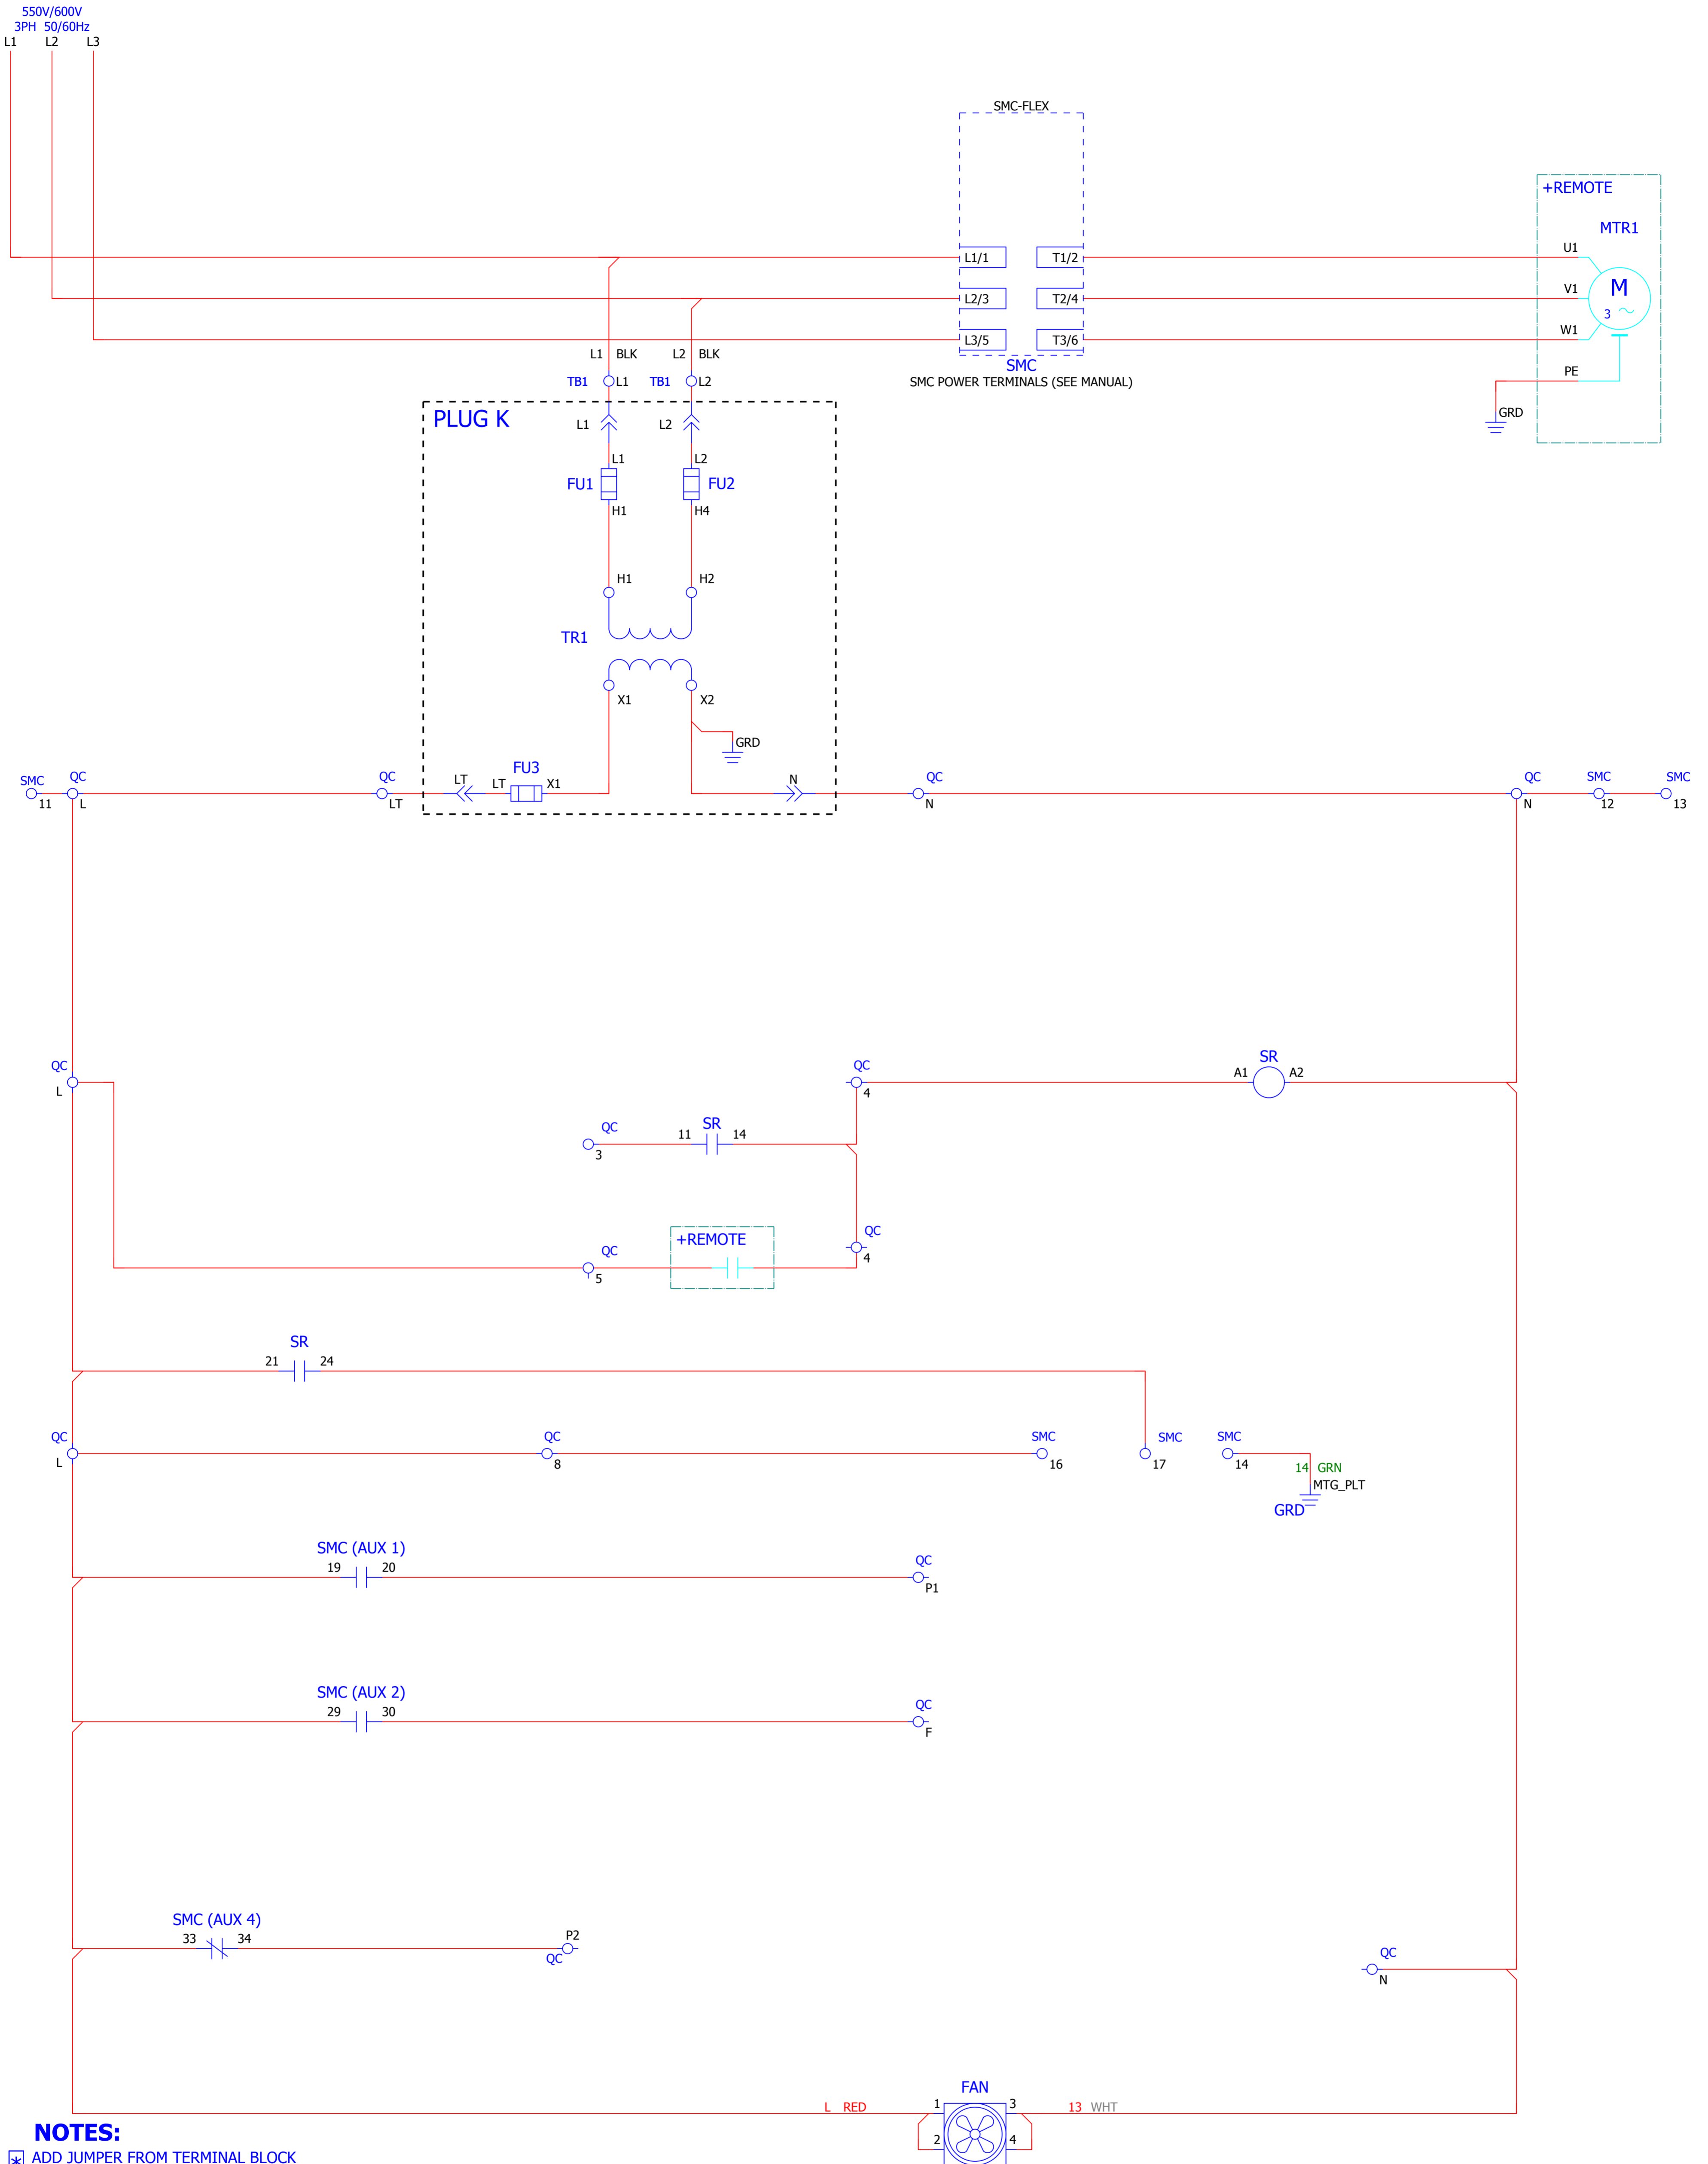 550V/600V
3PH 50/60Hz
L1 L2 L3
SMC-FLEX
+REMOTE
MTR1
U1
L1/1 T1/2
V1
M
3
L2/3 T2/4
W1
L3/5 T3/6
L1 BLK L2 BLK
SMC
SMC POWER TERMINALS (SEE MANUAL)
PE
TB1 L1 TB1 L2
GRD
PLUG K
L1 L2
L1 L2
FU1 FU2
H1 H4
H1 H2
TR1
X1 X2
GRD
SMC QC QC LT LT FU3 X1 N QC QC SMC SMC
11 L LT N N 12 13
QC QC SR
L 4 A1 A2
QC 11 SR 14
3
QC +REMOTE QC
5 4
SR
21 24
QC QC SMC SMC SMC
L 8 16 17 14
14 GRN
MTG_PLT
GRD
SMC (AUX 1)
19 20 QC
P1
SMC (AUX 2)
29 30 QC
F
SMC (AUX 4)
33 34 P2
QC
QC
N
FAN
L RED 1 3 13 WHT
2 4
NOTES:
* ADD JUMPER FROM TERMINAL BLOCK